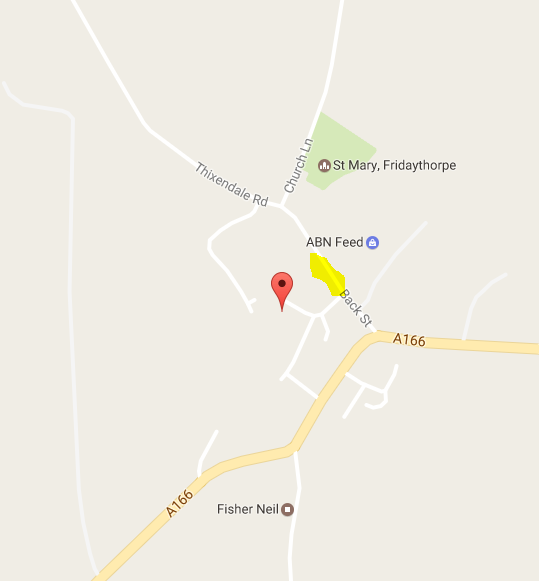 Church Ln
St Mary, Fridaythorpe
Thixendale Rd
ABN Feed
Back St
A166
A166
Fisher Neil